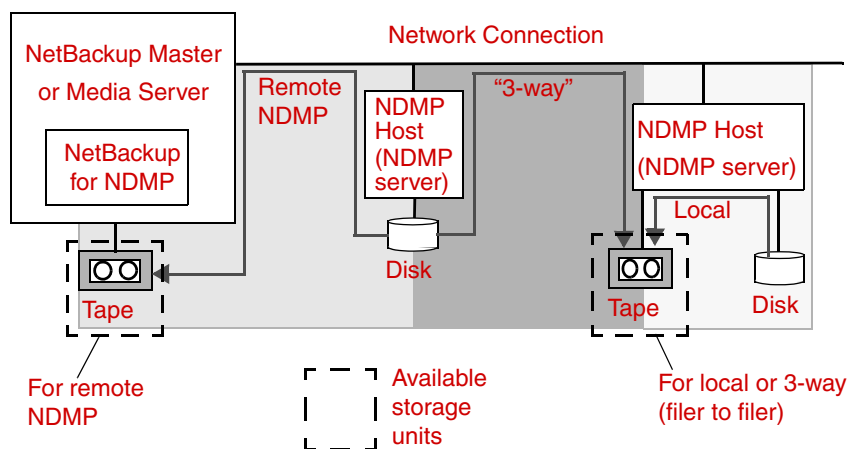 Network Connection
NetBackup Master
or Media Server
NetBackup
for NDMP
Remote
NDMP
NDMP
Host
(NDMP
server)
“3-way”
NDMP Host
(NDMP server)
Local
Disk
Tape
Tape
Disk
For remote
NDMP
Available
storage
units
For local or 3-way
(filer to filer)